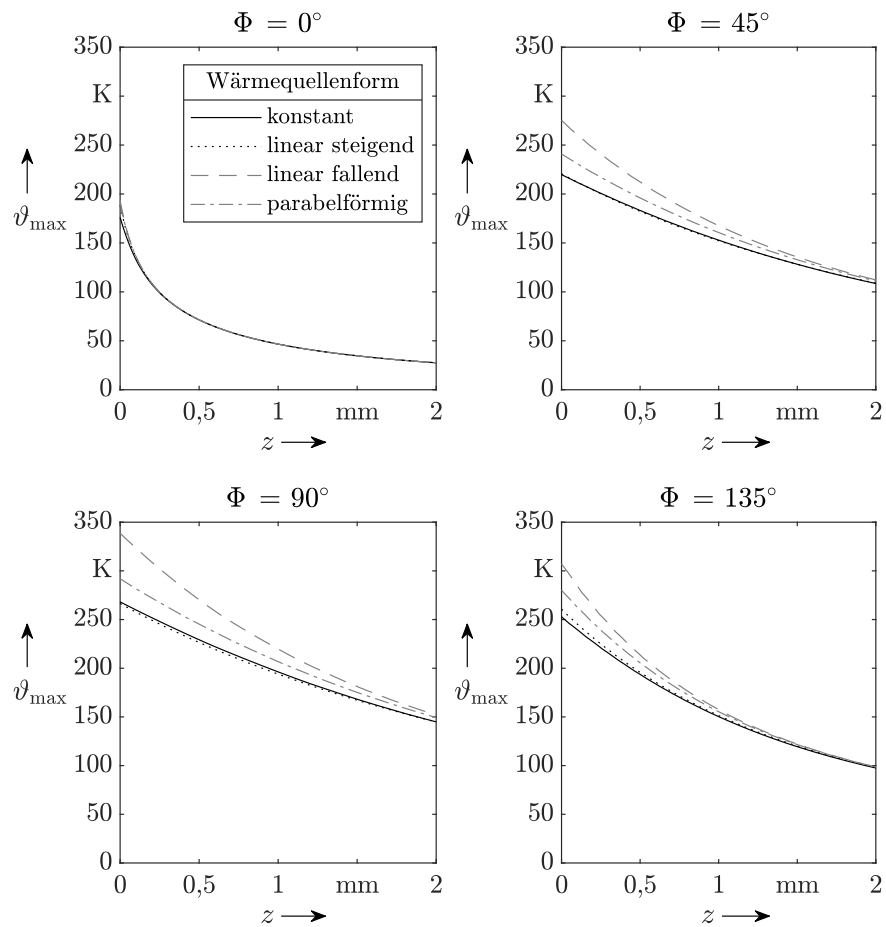 Φ = 0°
350
K
250
200
150
100
50
0
ϑmax
0 0,5 1 mm 2
z
Wärmequellenform
konstant
linear steigend
linear fallend
parabelförmig
Φ = 45°
350
K
250
200
150
100
50
0
ϑmax
0 0,5 1 mm 2
z
Φ = 90°
350
K
250
200
150
100
50
0
ϑmax
0 0,5 1 mm 2
z
Φ = 135°
350
K
250
200
150
100
50
0
ϑmax
0 0,5 1 mm 2
z